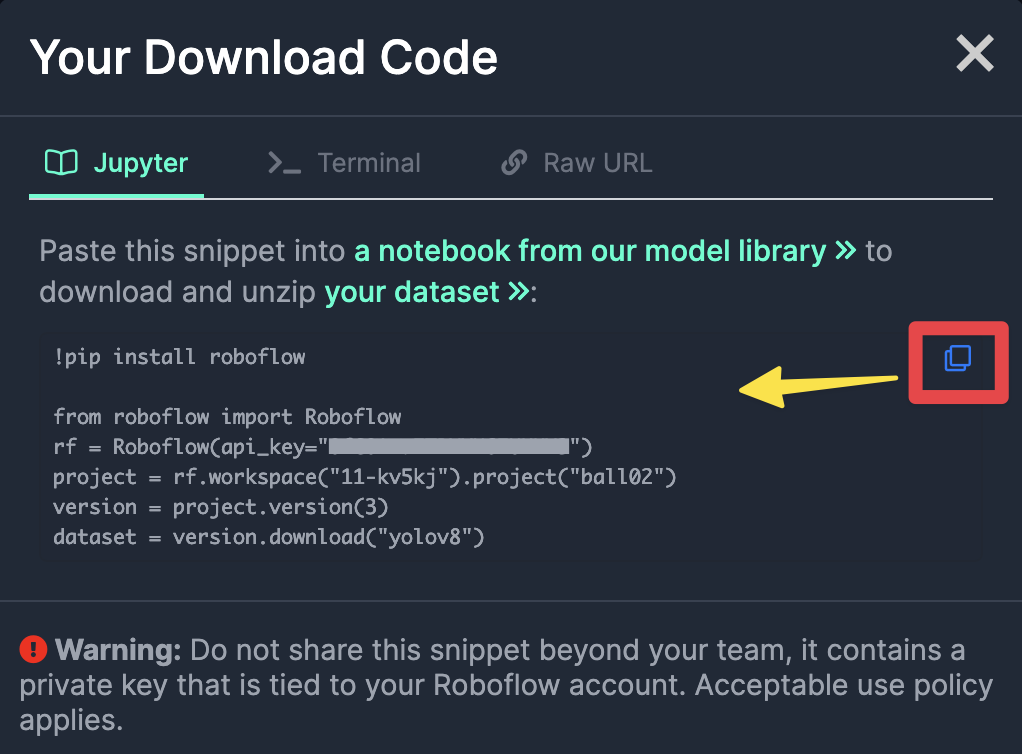 Your Download Code
Jupyter
Terminal
Raw URL
Paste this snippet into a notebook from our model library » to
download and unzip your dataset »:
!pip install roboflow
from roboflow import Roboflow
rf = Roboflow(api_key="")
project = rf.workspace("11-kv5kj").project("ball02")
version = project.version(3)
dataset = version.download("yolov8")
Warning: Do not share this snippet beyond your team, it contains a
private key that is tied to your Roboflow account. Acceptable use policy
applies.